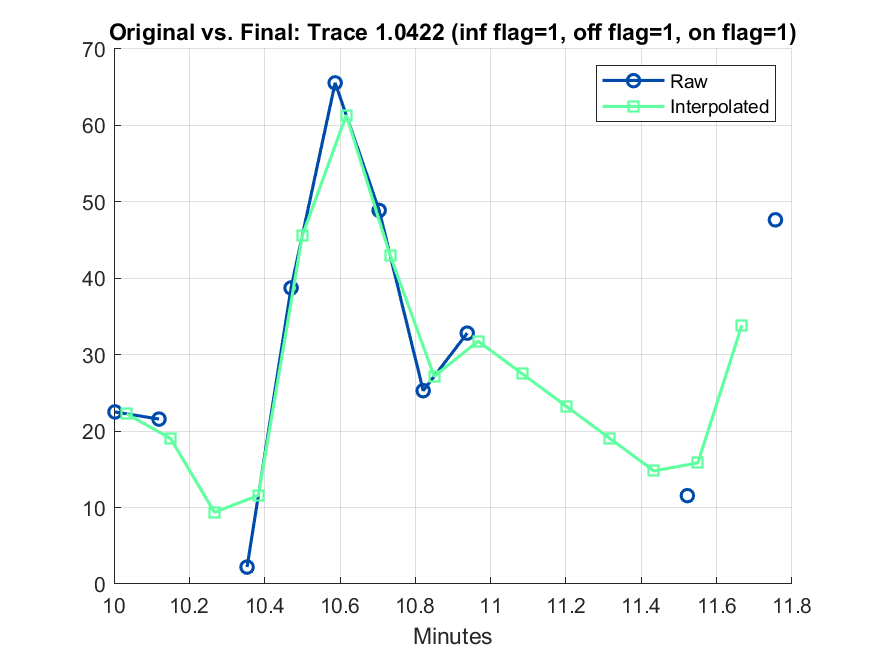 Original vs. Final: Trace 1.0422 (inf flag=1, off flag=1, on flag=1)
70
60
50
40
30
20
10
0
Raw
Interpolated
10 10.2 10.4 10.6 10.8 11 11.2 11.4 11.6 11.8
Minutes